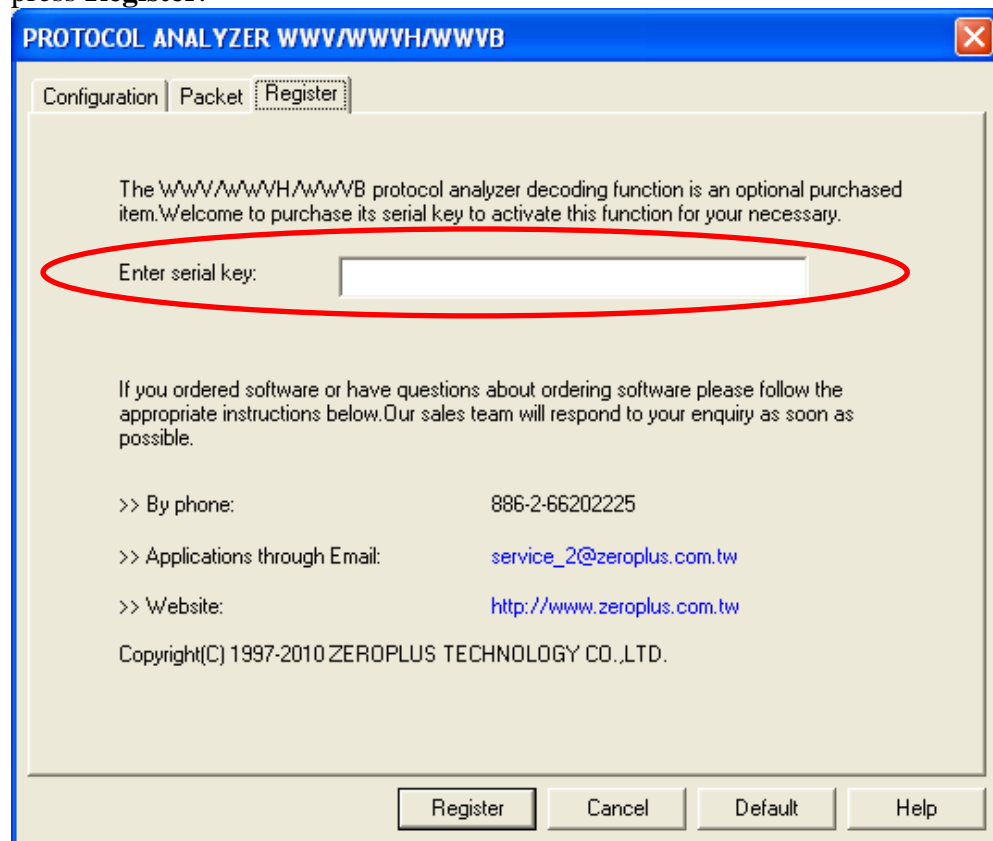 press Register.
PROTOCOL ANALYZER WWV/WWVH/WWVB
Configuration Packet Register
The WWV/WWVH/WWVB protocol analyzer decoding function is an optional purchased
item.Welcome to purchase its serial key to activate this function for your necessary.
Enter serial key:
If you ordered software or have questions about ordering software please follow the
appropriate instructions below.Our sales team will respond to your enquiry as soon as
possible.
>> By phone: 886-2-66202225
>> Applications through Email: service_2@zeroplus.com.tw
>> Website: http://www.zeroplus.com.tw
Copyright(C) 1997-2010 ZEROPLUS TECHNOLOGY CO.,LTD.
Register Cancel Default Help